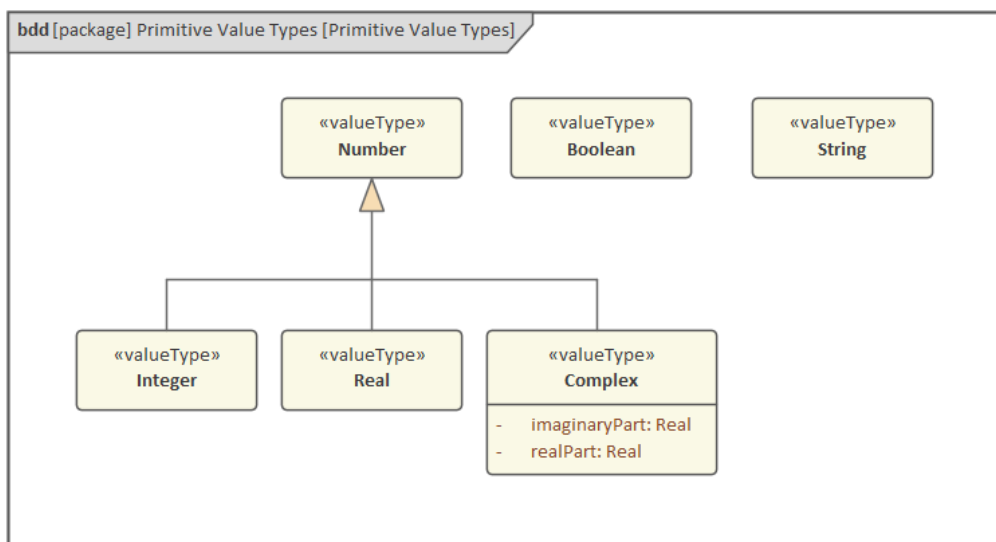 bdd [package] Primitive Value Types [Primitive Value Types]
«valueType»
Number
«valueType»
Boolean
«valueType»
String
«valueType»
Integer
«valueType»
Real
«valueType»
Complex
- imaginaryPart: Real
- realPart: Real